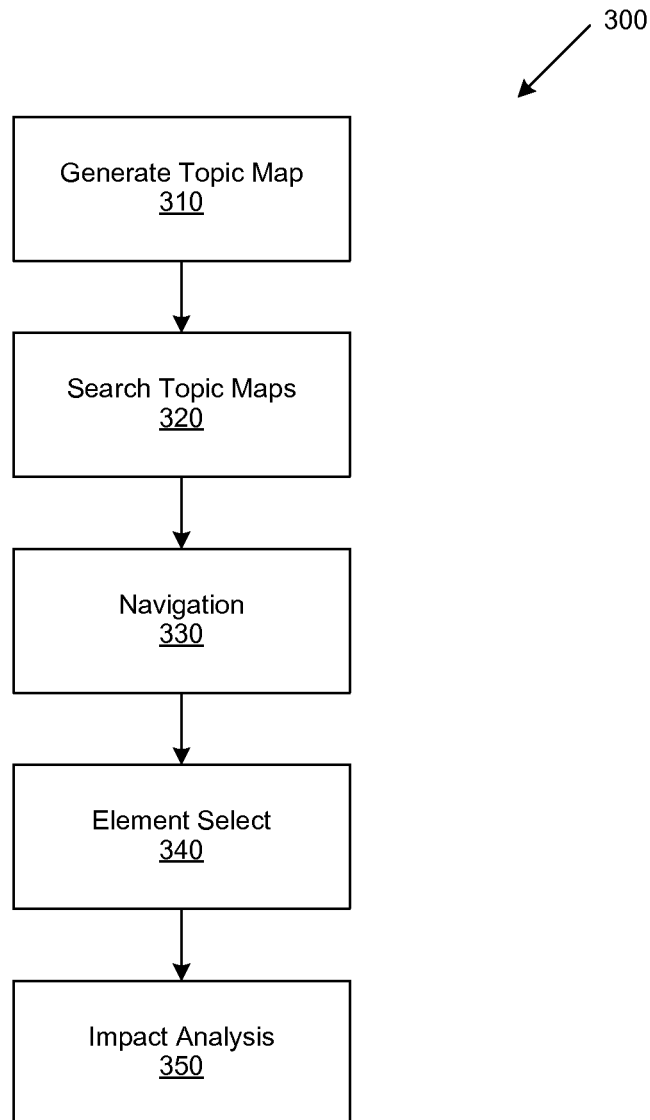 300
Generate Topic Map
310
Search Topic Maps
320
Navigation
330
Element Select
340
Impact Analysis
350